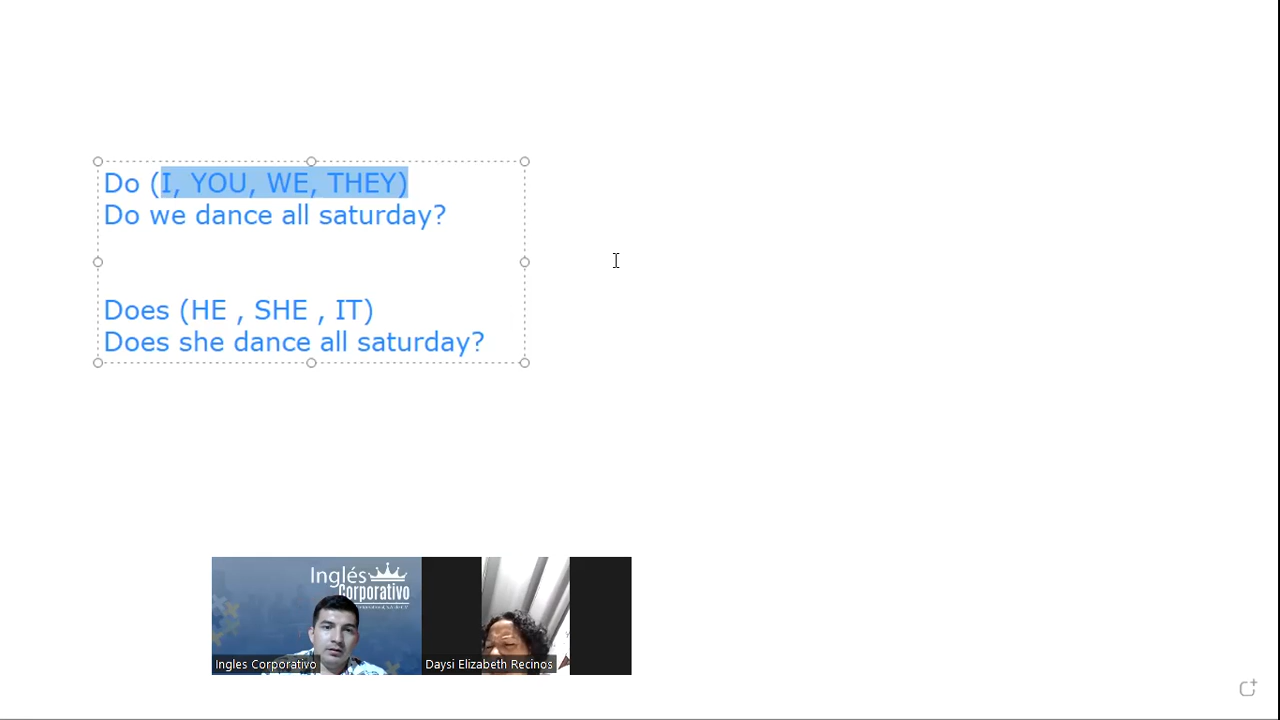 Do (I, YOU, WE, THEY)
Do we dance all saturday?
Does (HE , SHE , IT)
Does she dance all saturday?
Inglés
Corporativo
Ingles Corporativo
Daysi Elizabeth Recinos